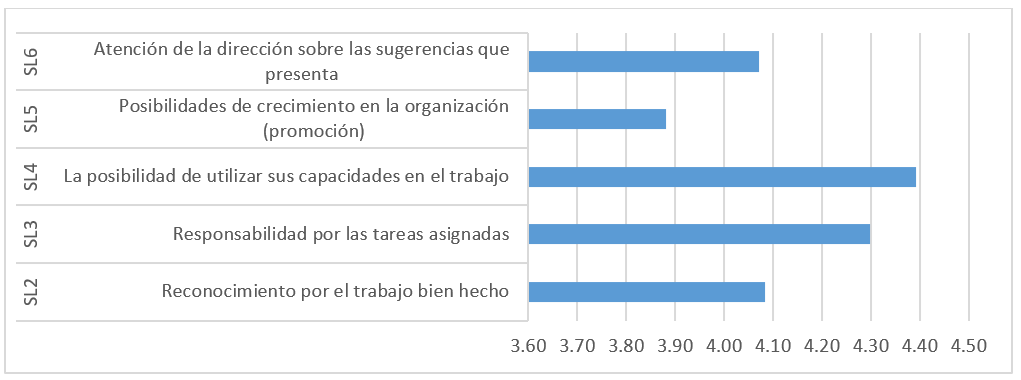 SL6
Atención de la dirección sobre las sugerencias que
presenta
SL5
Posibilidades de crecimiento en la organización
(promoción)
SL4
La posibilidad de utilizar sus capacidades en el trabajo
SL3
Responsabilidad por las tareas asignadas
SL2
Reconocimiento por el trabajo bien hecho
3.60 3.70 3.80 3.90 4.00 4.10 4.20 4.30 4.40 4.50